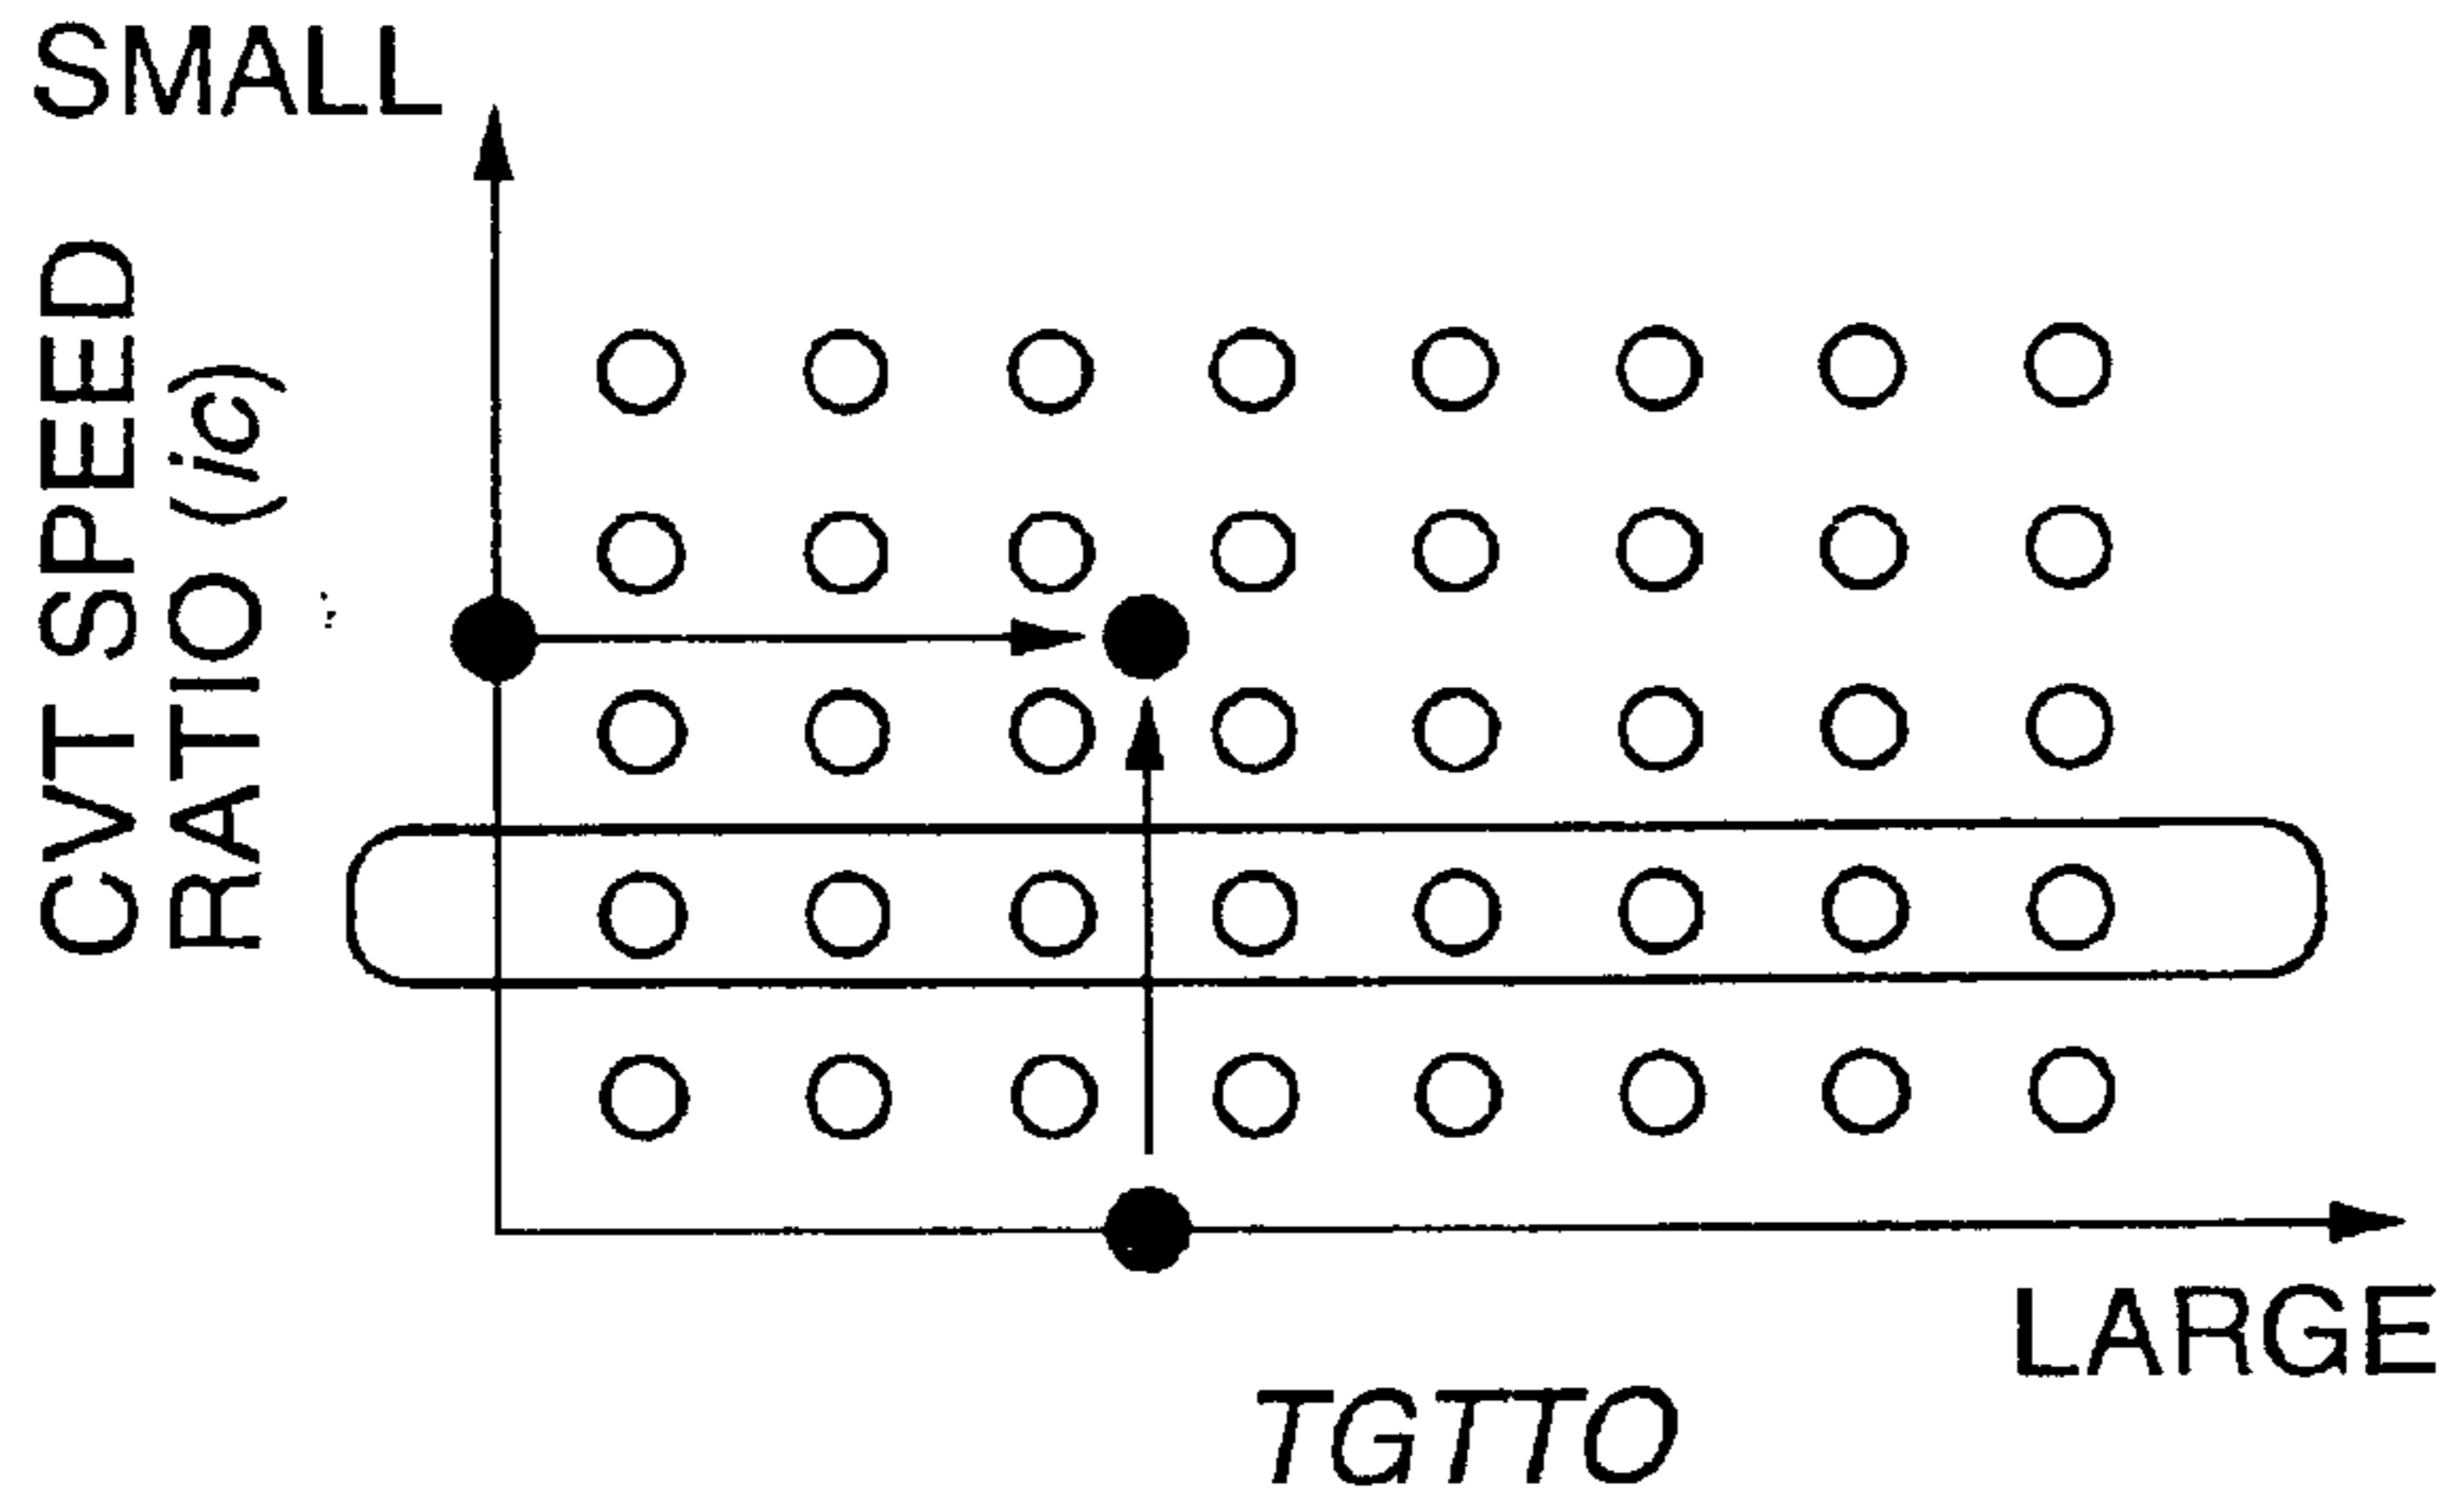 SMALL
CVT SPEED
RATIO (ic)
LARGE
TGTTO